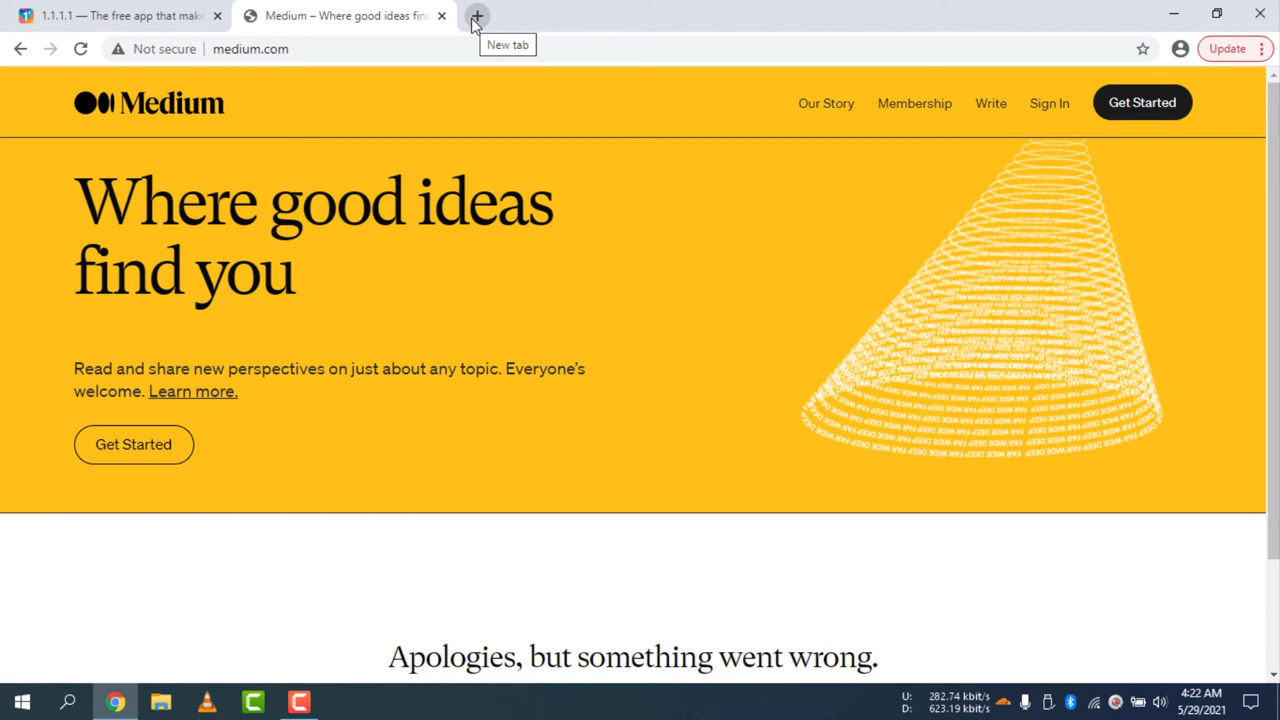 1.1.1.1 — The free app that make
Medium – Where good ideas fin
New tab
Not secure
medium.com
Update
Medium
Our Story
Membership
Write
Sign In
Get Started
Where good ideas
find you
Read and share new perspectives on just about any topic. Everyone's
welcome. Learn more.
Get Started
Apologies, but something went wrong.
U: 282.74 kbit/s
D: 623.19 kbit/s
4:22 AM
5/29/2021